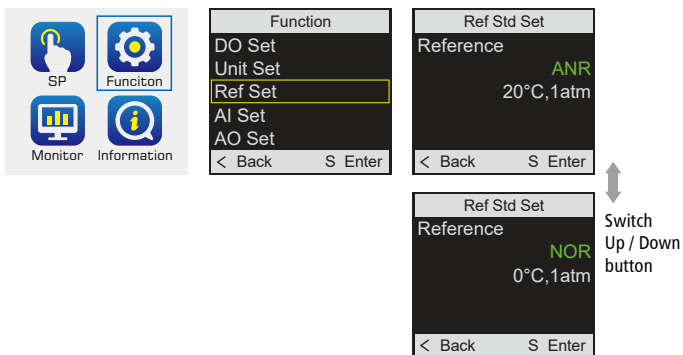 SP
Funciton
Monitor
Information
Function
DO Set
Unit Set
Ref Set
AI Set
AO Set
< Back S Enter
Ref Std Set
Reference
ANR
20°C,1atm
< Back S Enter
Ref Std Set
Reference
NOR
0°C,1atm
< Back S Enter
Switch
Up / Down
button